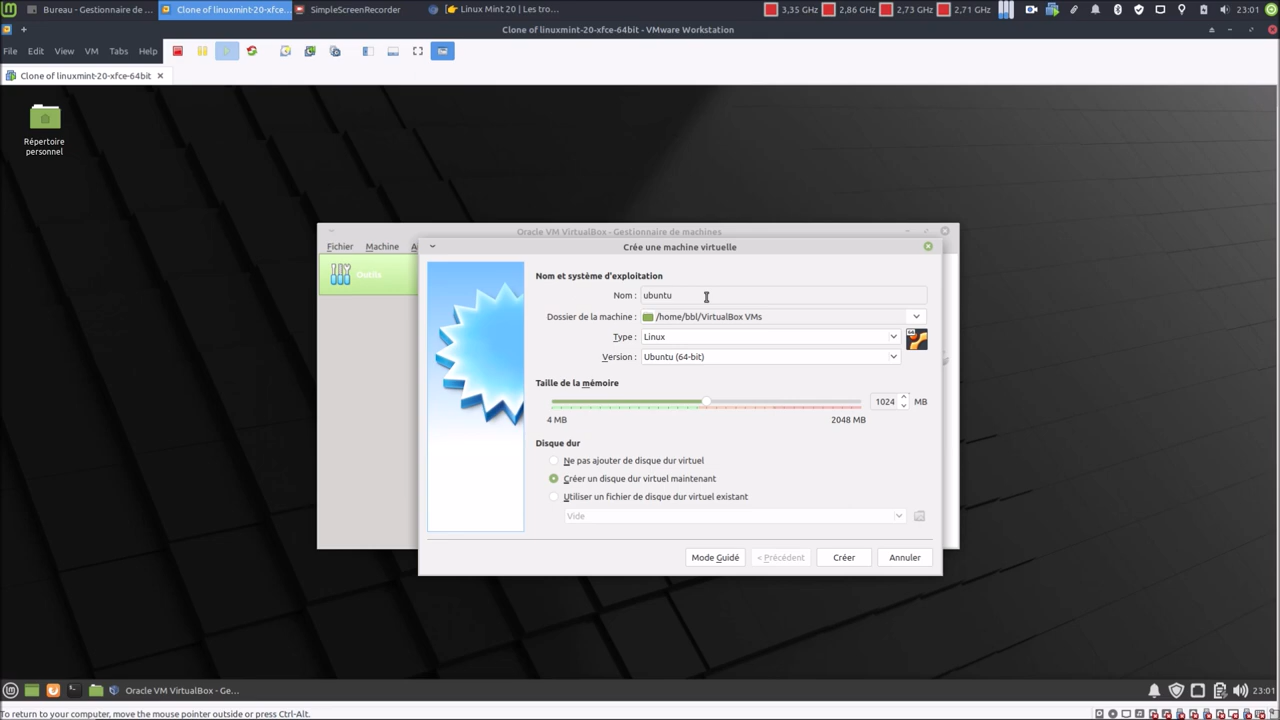 Bureau - Gestionnaire de ...
Clone of linuxmint-20-xfce...
SimpleScreenRecorder
[👉 Linux Mint 20 | Les tro...
3,35 GHz
2,86 GHz
2,73 GHz
2,71 GHz
23:01
Clone of linuxmint-20-xfce-64bit - VMware Workstation
File Edit View VM Tabs Help
Clone of linuxmint-20-xfce-64bit
Répertoire
personnel
Oracle VM VirtualBox - Gestionnaire de machines
Fichier Machine A
Outils
Crée une machine virtuelle
Nom et système d'exploitation
Nom : ubuntu
Dossier de la machine : /home/bbl/VirtualBox VMs
Type : Linux
64
Version : Ubuntu (64-bit)
Taille de la mémoire
1024 MB
4 MB 2048 MB
Disque dur
Ne pas ajouter de disque dur virtuel
Créer un disque dur virtuel maintenant
Utiliser un fichier de disque dur virtuel existant
Vide
Mode Guidé < Précédent Créer Annuler
Oracle VM VirtualBox - Ge...
23:01
To return to your computer, move the mouse pointer outside or press Ctrl-Alt.